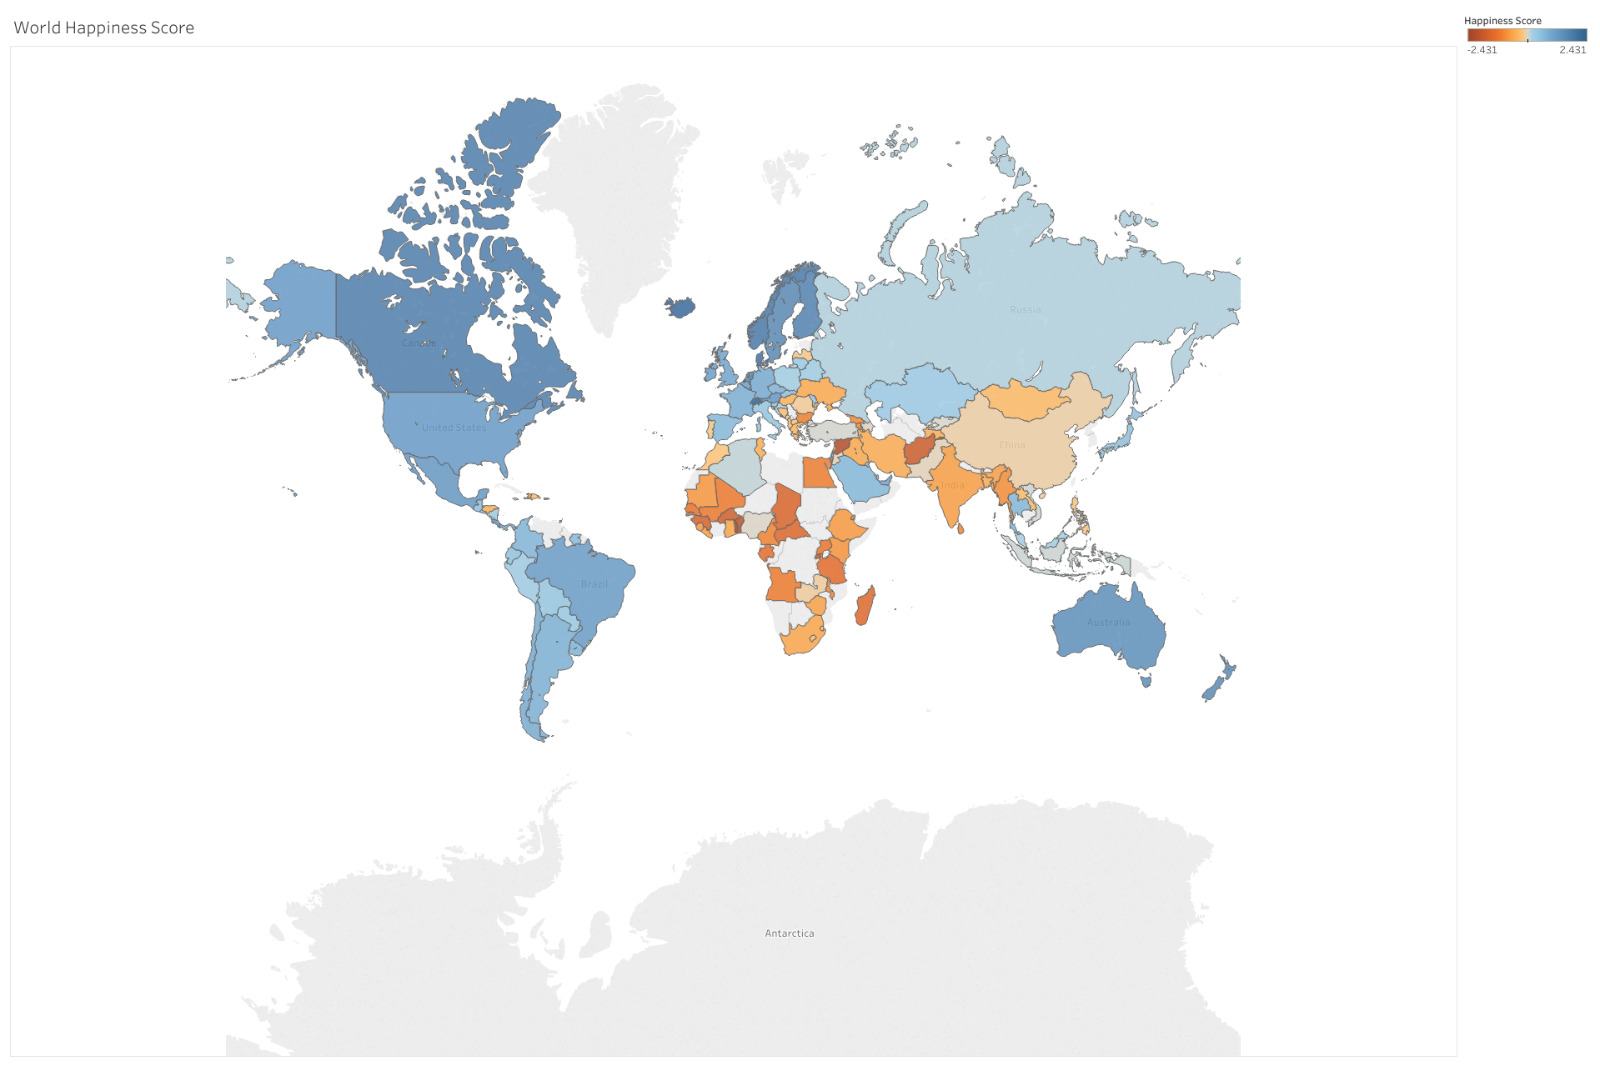 World Happiness Score
Happiness Score
-2.431 2.431
Russia
Canada
United States
China
India
Brazil
Australia
Antarctica